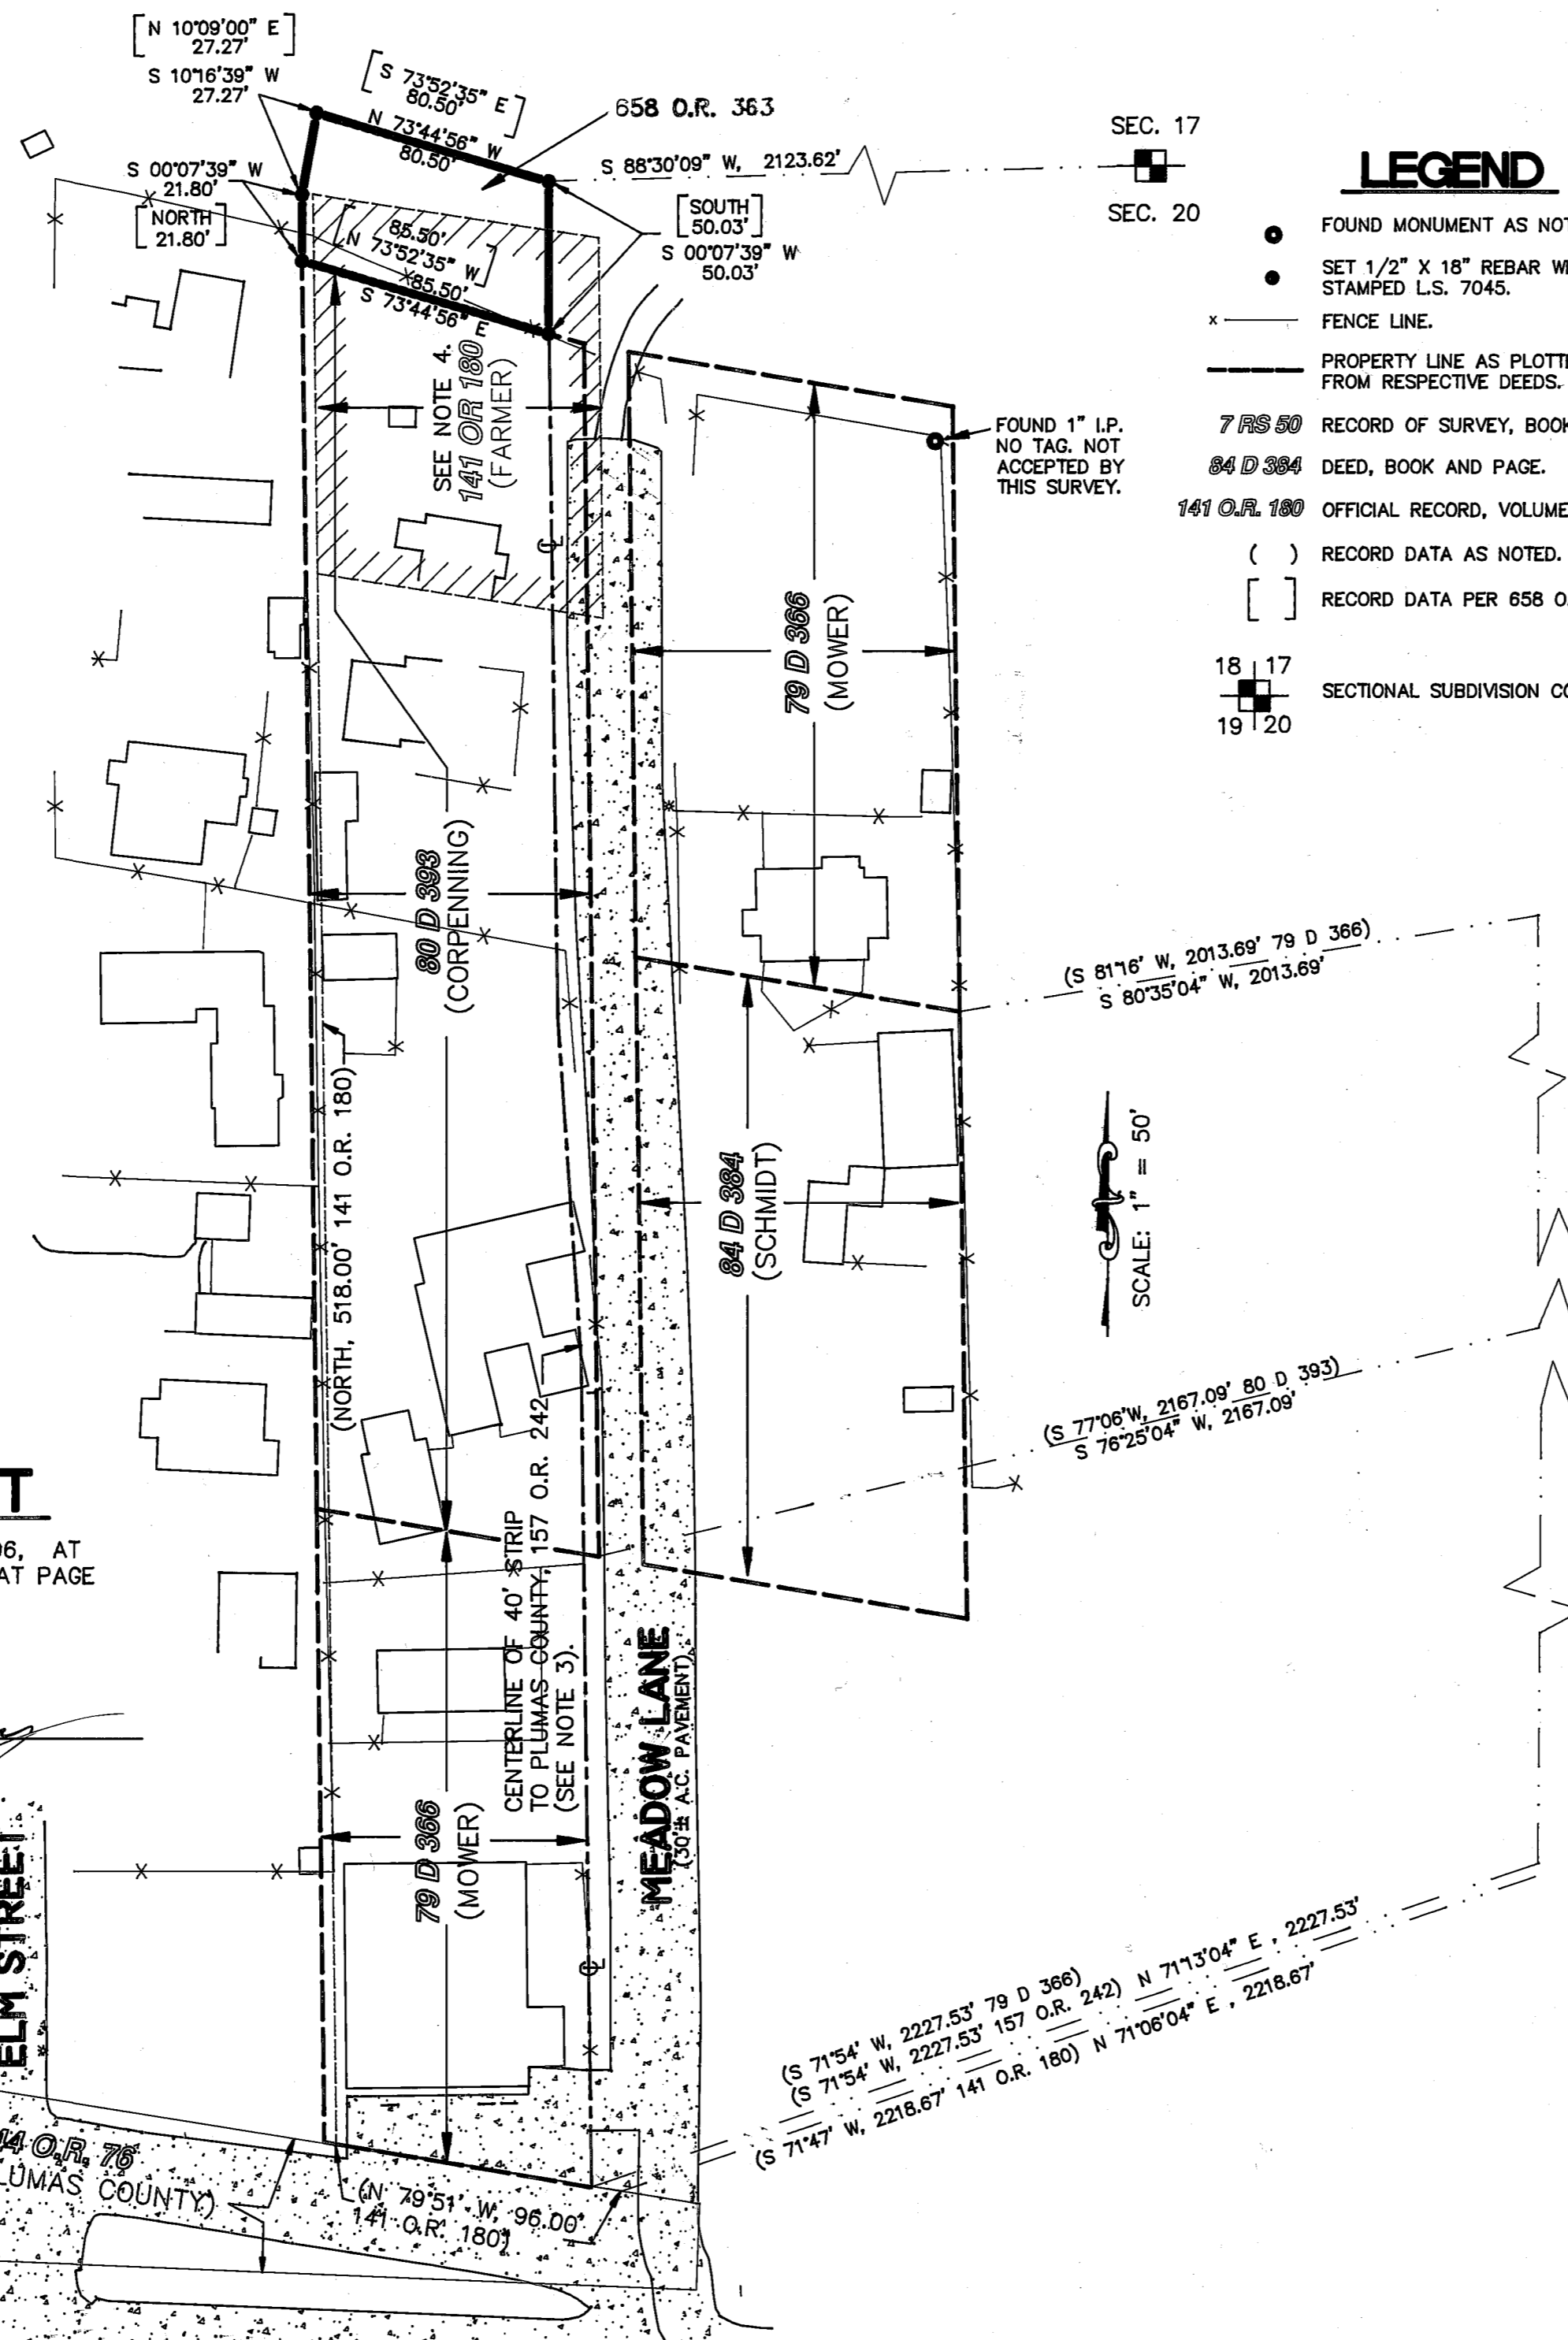 [N 10°09'00" E]
27.27'
S 10°16'39" W
27.27'
[S 73°52'35" E]
80.50'
N 73°44'56" W
80.50'
658 O.R. 363
S 88°30'09" W, 2123.62'
SEC. 17
SEC. 20
S 00°07'39" W
21.80'
[NORTH]
21.80'
[SOUTH]
50.03'
S 00°07'39" W
50.03'
85.50'
[N 73°52'35" W]
85.50'
S 73°44'56" E
SEE NOTE 4.
141 OR 180
(FARMER)
LEGEND
FOUND MONUMENT AS NOT
SET 1/2" X 18" REBAR W
STAMPED L.S. 7045.
x
FENCE LINE.
PROPERTY LINE AS PLOTT
FROM RESPECTIVE DEEDS.
7 RS 50 RECORD OF SURVEY, BOOK
84 D 384 DEED, BOOK AND PAGE.
141 O.R. 180 OFFICIAL RECORD, VOLUME
( ) RECORD DATA AS NOTED.
[ ] RECORD DATA PER 658 O.
18 17
19 20
SECTIONAL SUBDIVISION CO
FOUND 1" I.P.
NO TAG. NOT
ACCEPTED BY
THIS SURVEY.
79 D 366
(MOWER)
80 D 393
(CORPENNING)
(S 81°16' W, 2013.69' 79 D 366)
S 80°35'04" W, 2013.69'
(NORTH, 518.00' 141 O.R. 180)
84 D 384
(SCHMIDT)
SCALE: 1" = 50'
(S 77°06'W, 2167.09' 80 D 393)
S 76°25'04" W, 2167.09'
T
96, AT
AT PAGE
CENTERLINE OF 40' STRIP
TO PLUMAS COUNTY, 157 O.R. 242
(SEE NOTE 3).
MEADOW LANE
(30'± A.C. PAVEMENT)
79 D 366
(MOWER)
ELM STREET
(S 71°54' W, 2227.53' 79 D 366)
(S 71°54' W, 2227.53' 157 O.R. 242) N 71°13'04" E , 2227.53'
(S 71°47' W, 2218.67' 141 O.R. 180) N 71°06'04" E , 2218.67'
44 O.R. 76
LUMAS COUNTY)
(N 79°51' W, 96.00'
141 O.R. 180)